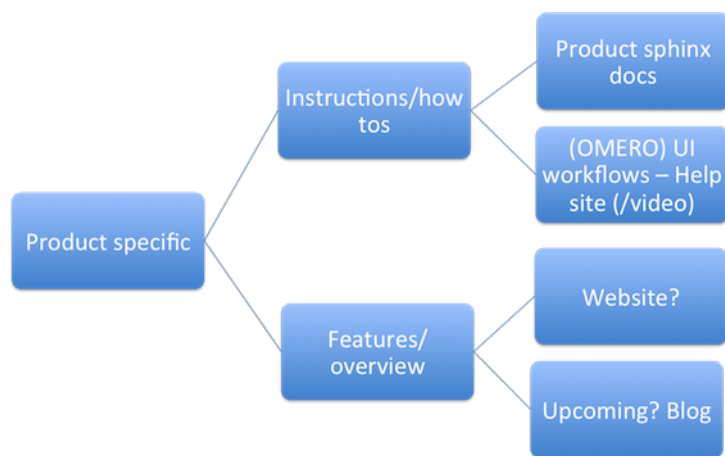 Product specific
Instructions/how
tos
Product sphinx
docs
(OMERO) UI
workflows – Help
site (/video)
Features/
overview
Website?
Upcoming? Blog